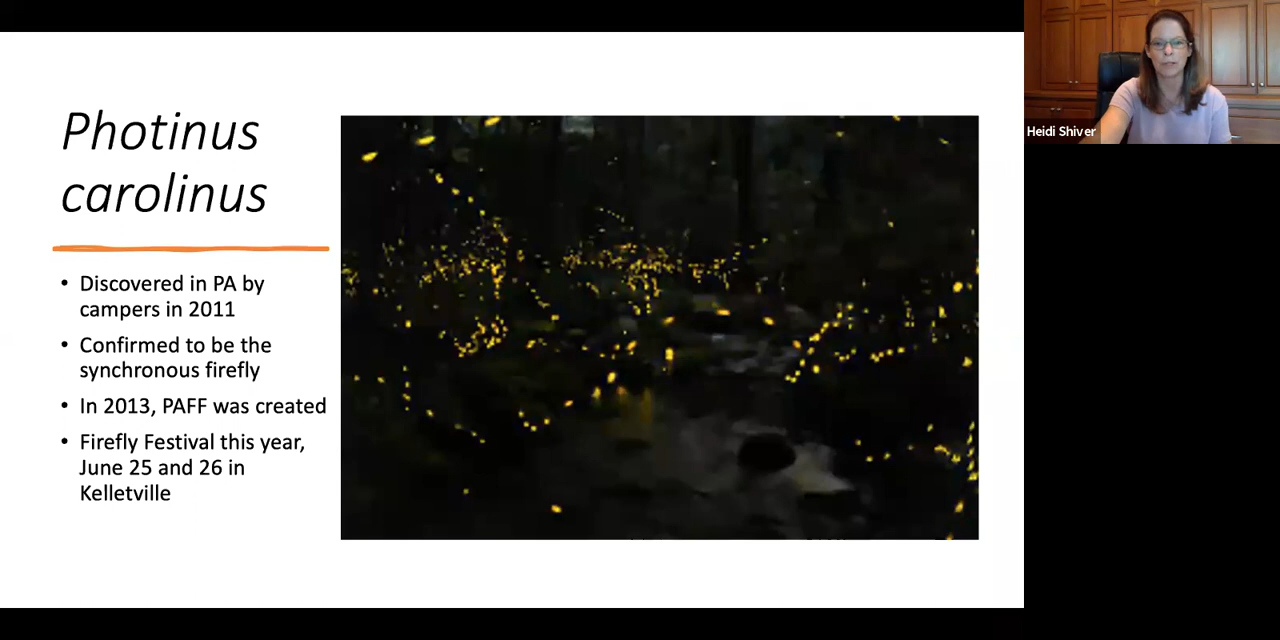 Photinus
carolinus
• Discovered in PA by
campers in 2011
• Confirmed to be the
synchronous firefly
• In 2013, PAFF was created
• Firefly Festival this year,
June 25 and 26 in
Kelletville
Heidi Shiver